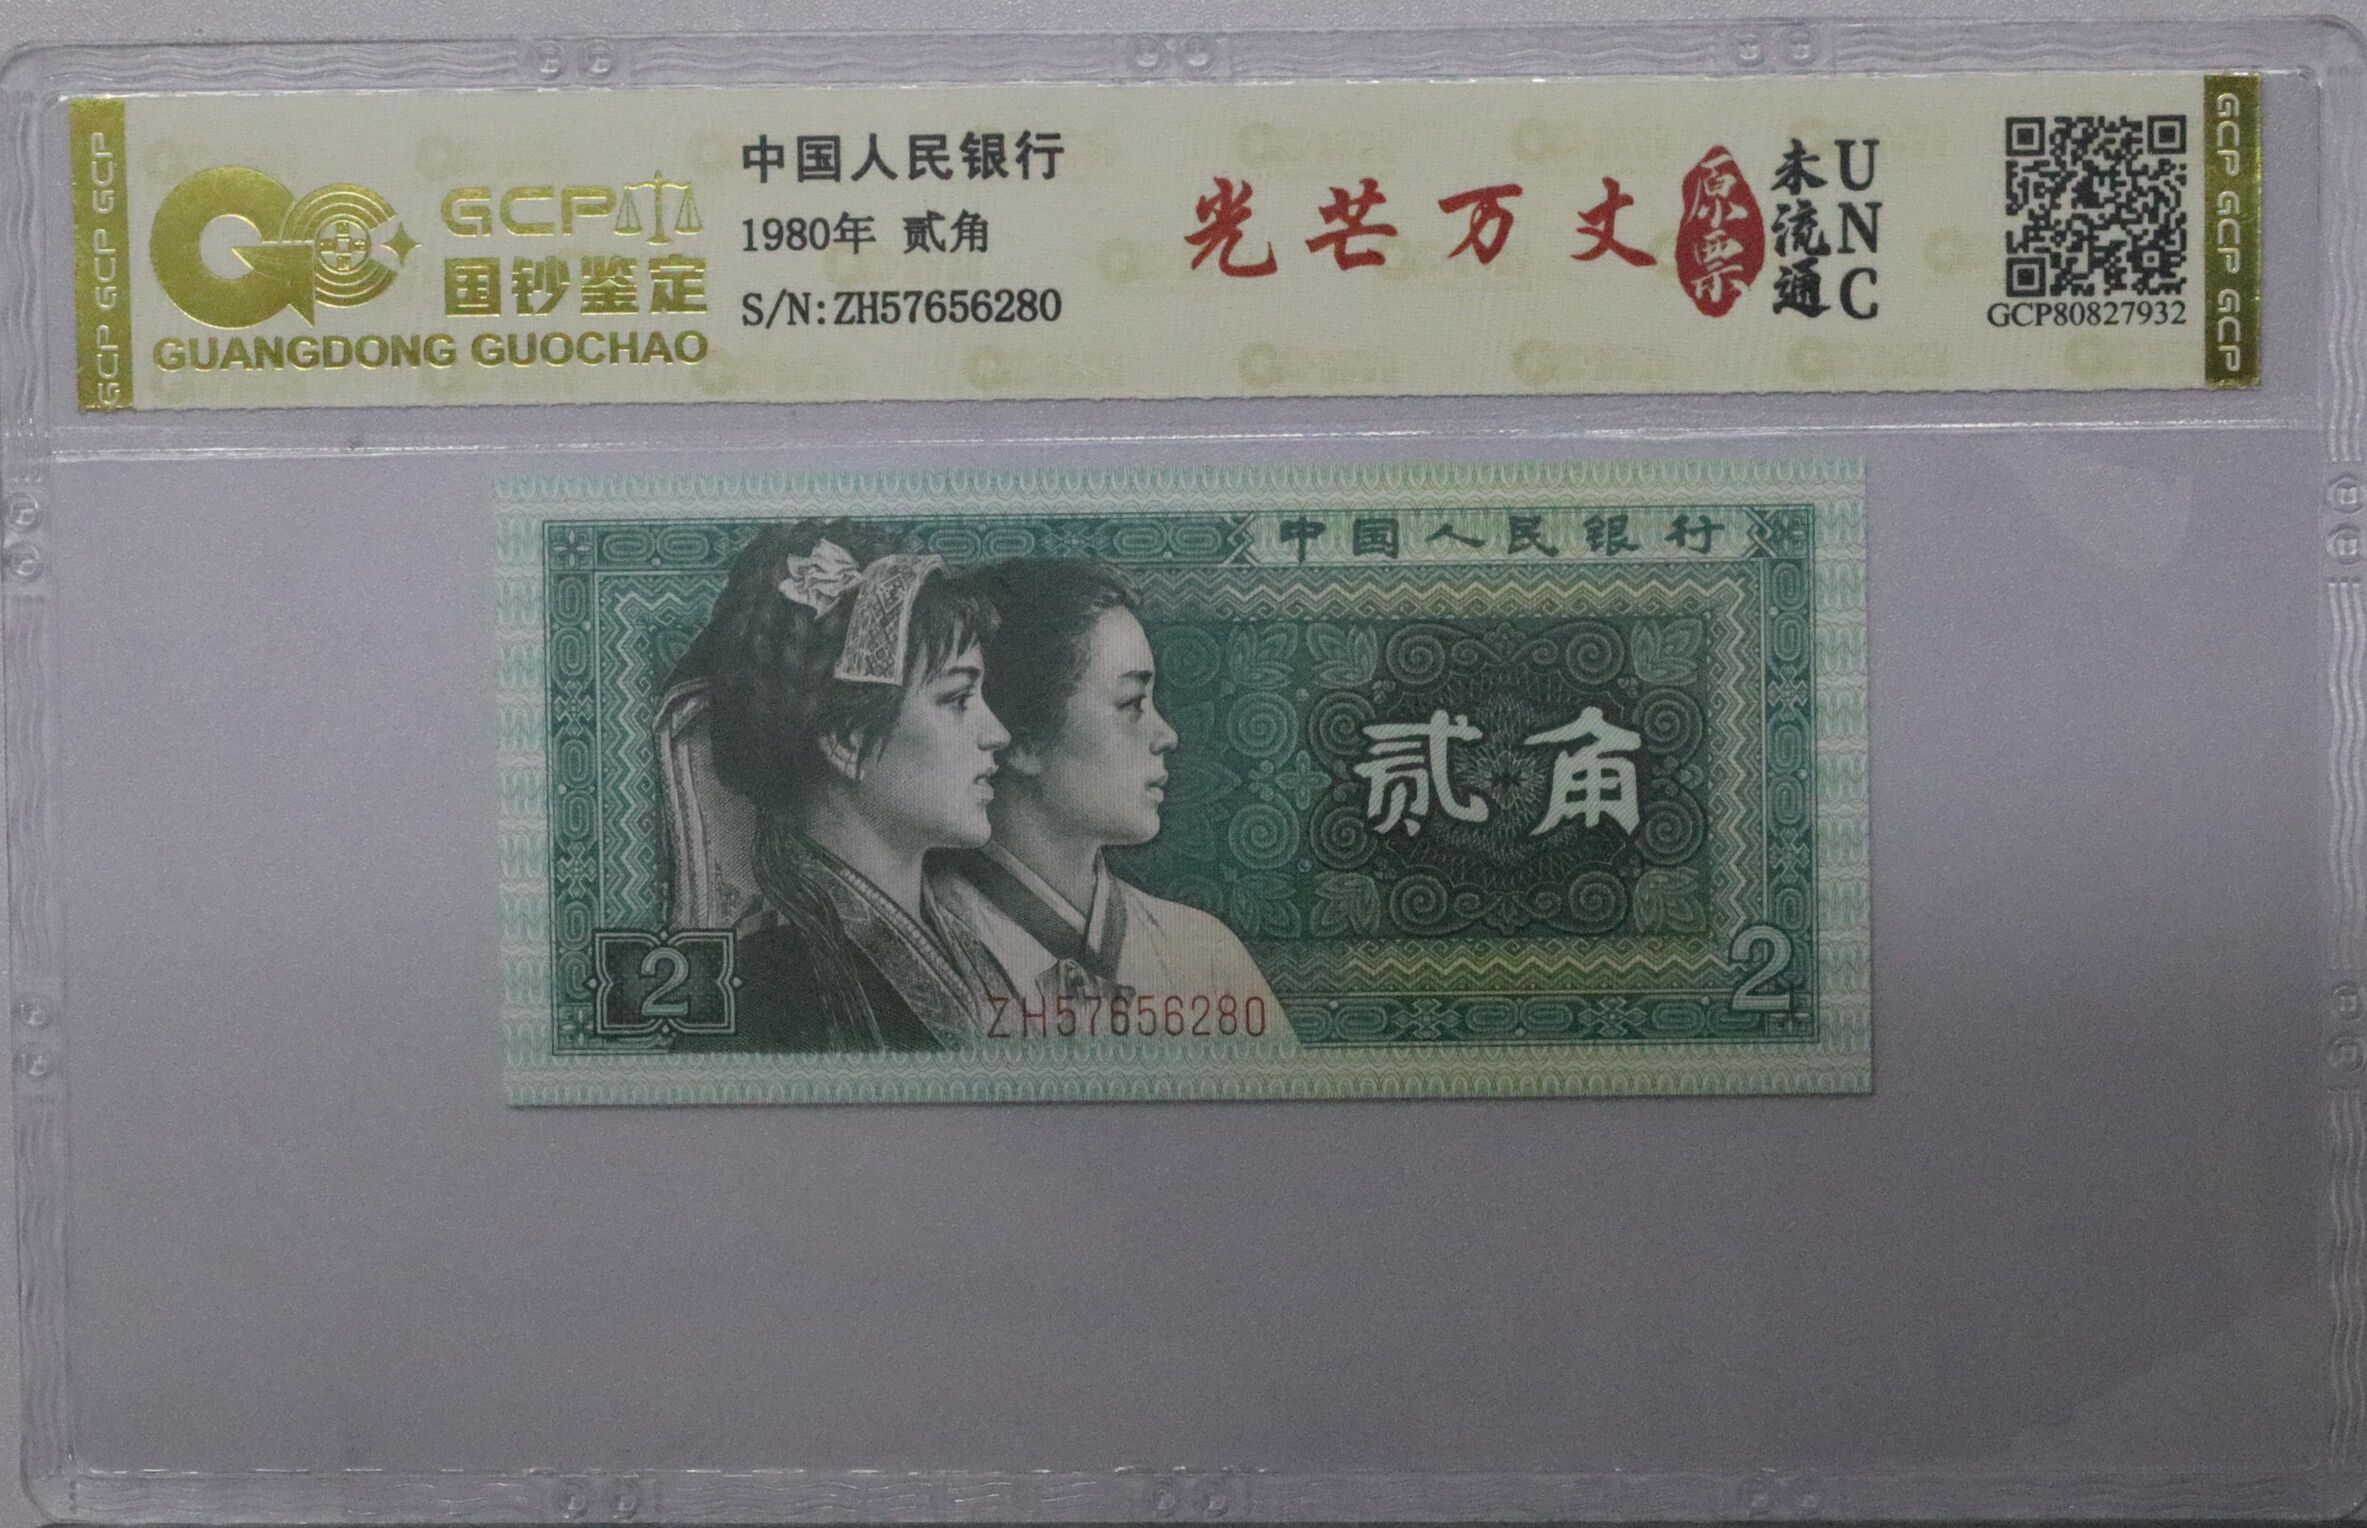 GCP GCP GCP
GCP
国钞鉴定
GUANGDONG GUOCHAO
中国人民银行
1980年 贰角
S/N:ZH57656280
光芒万丈
原票
未流通
UNC
GCP80827932
GCP GCP GCP
中国人民银行
贰角
2
2
ZH57656280